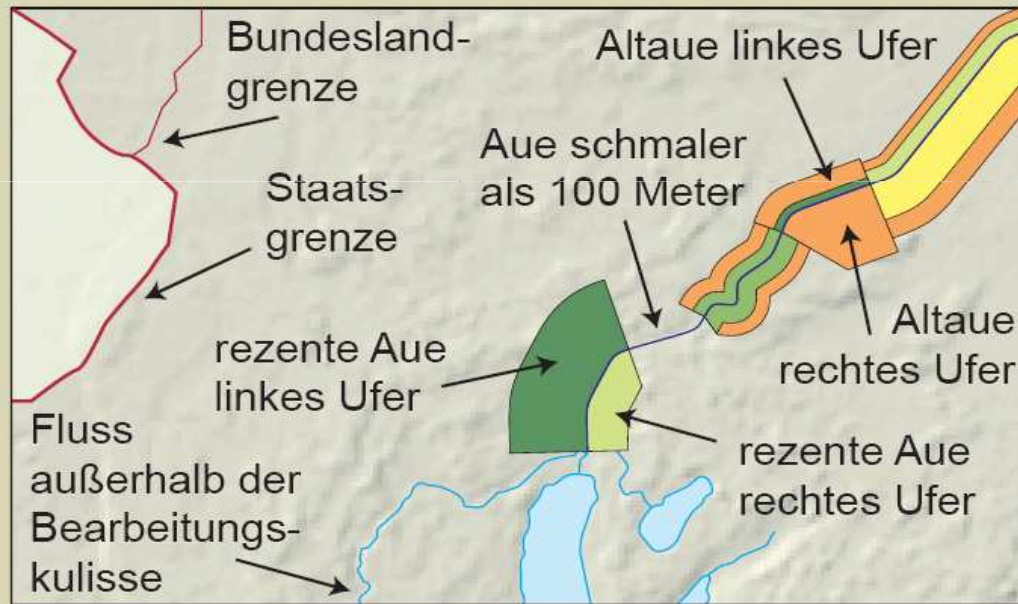 Bundesland-
grenze
Altaue linkes Ufer
Aue schmaler
als 100 Meter
Staats-
grenze
rezente Aue
linkes Ufer
Altaue
rechtes Ufer
Fluss
außerhalb der
Bearbeitungs-
kulisse
rezente Aue
rechtes Ufer